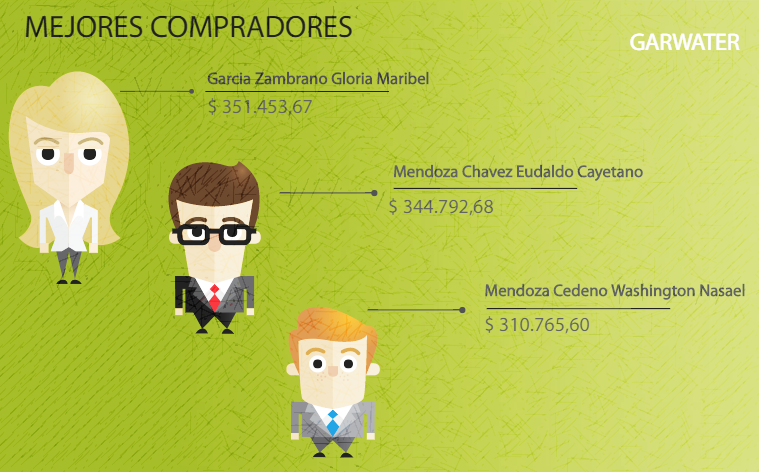 MEJORES COMPRADORES
GARWATER
Garcia Zambrano Gloria Maribel
$ 351.453,67
Mendoza Chavez Eudaldo Cayetano
$ 344.792,68
Mendoza Cedeno Washington Nasael
$ 310.765,60